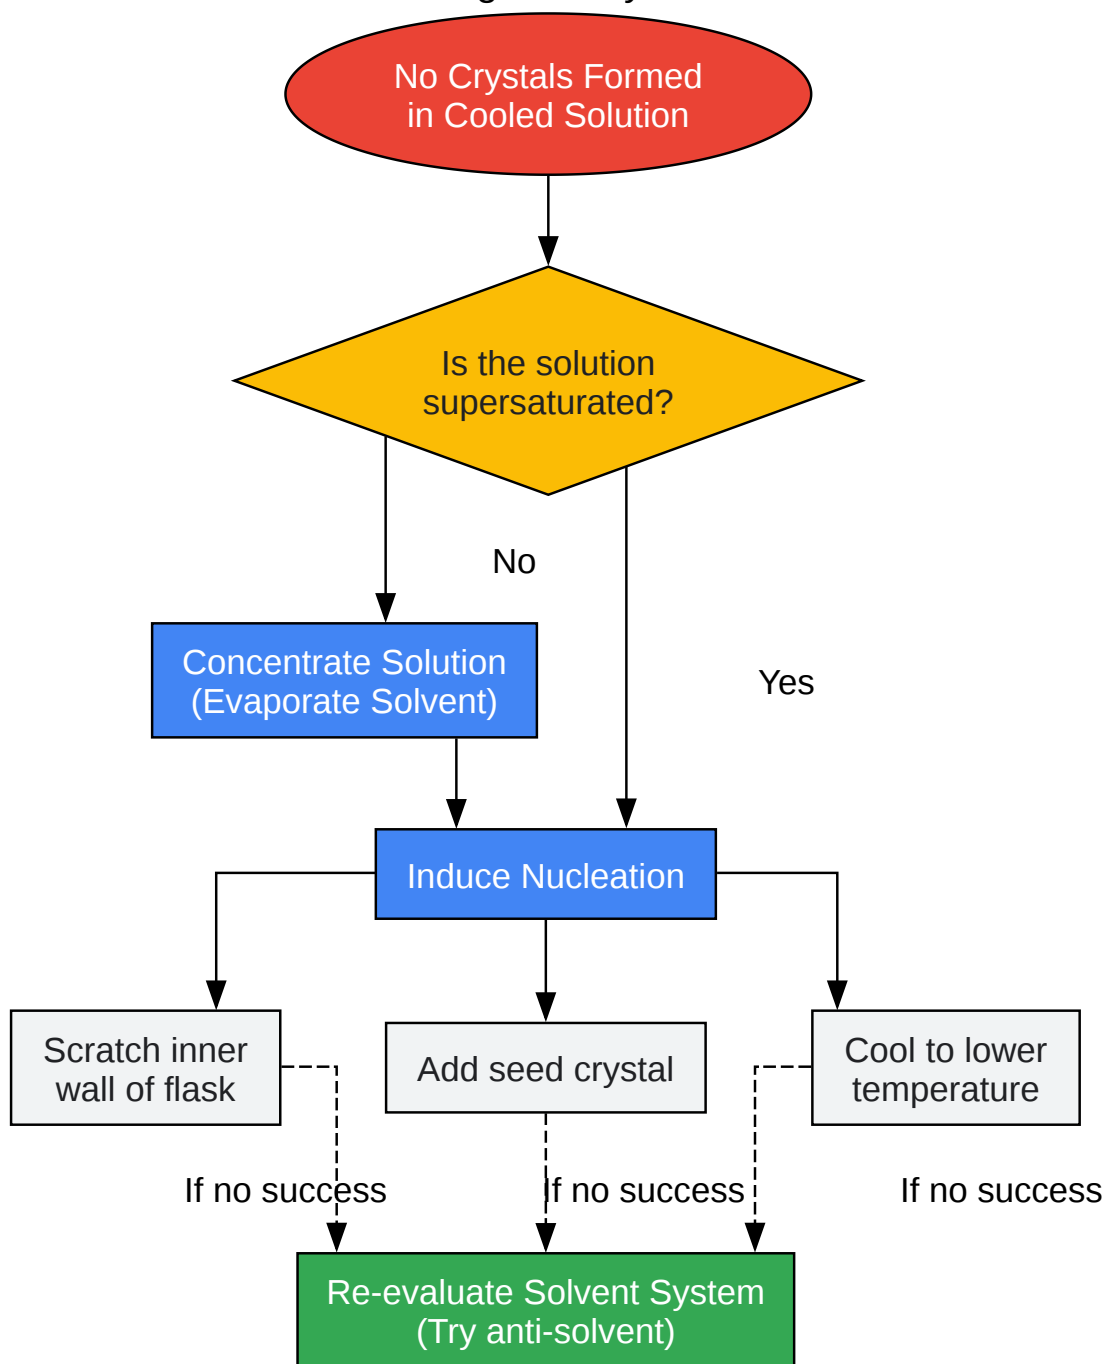 No Crystals Formed
in Cooled Solution
Is the solution
supersaturated?
No
Concentrate Solution
(Evaporate Solvent)
Yes
Induce Nucleation
Scratch inner
wall of flask
Add seed crystal
Cool to lower
temperature
If no success
If no success
If no success
Re-evaluate Solvent System
(Try anti-solvent)